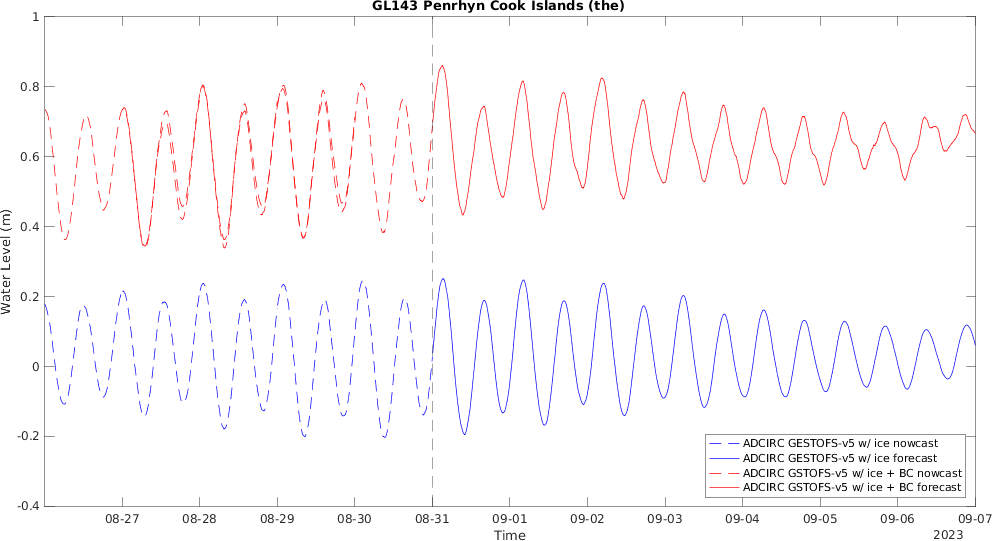 GL143 Penrhyn Cook Islands (the)
1
0.8
0.6
0.4
0.2
0
-0.2
-0.4
Water Level (m)
08-27 08-28 08-29 08-30 08-31 09-01 09-02 09-03 09-04 09-05 09-06 09-07
Time
2023
ADCIRC GESTOFS-v5 w/ ice nowcast
ADCIRC GESTOFS-v5 w/ ice forecast
ADCIRC GSTOFS-v5 w/ ice + BC nowcast
ADCIRC GSTOFS-v5 w/ ice + BC forecast